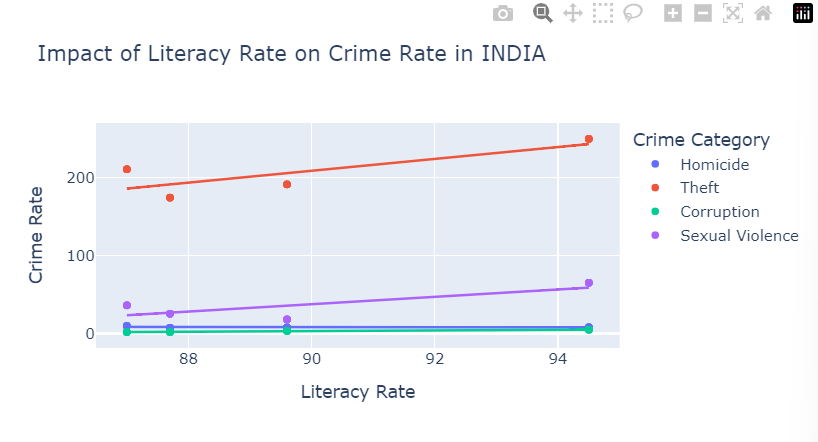 Impact of Literacy Rate on Crime Rate in INDIA
Crime Category
Homicide
Theft
Corruption
Sexual Violence
Crime Rate
200
100
0
88
90
92
94
Literacy Rate